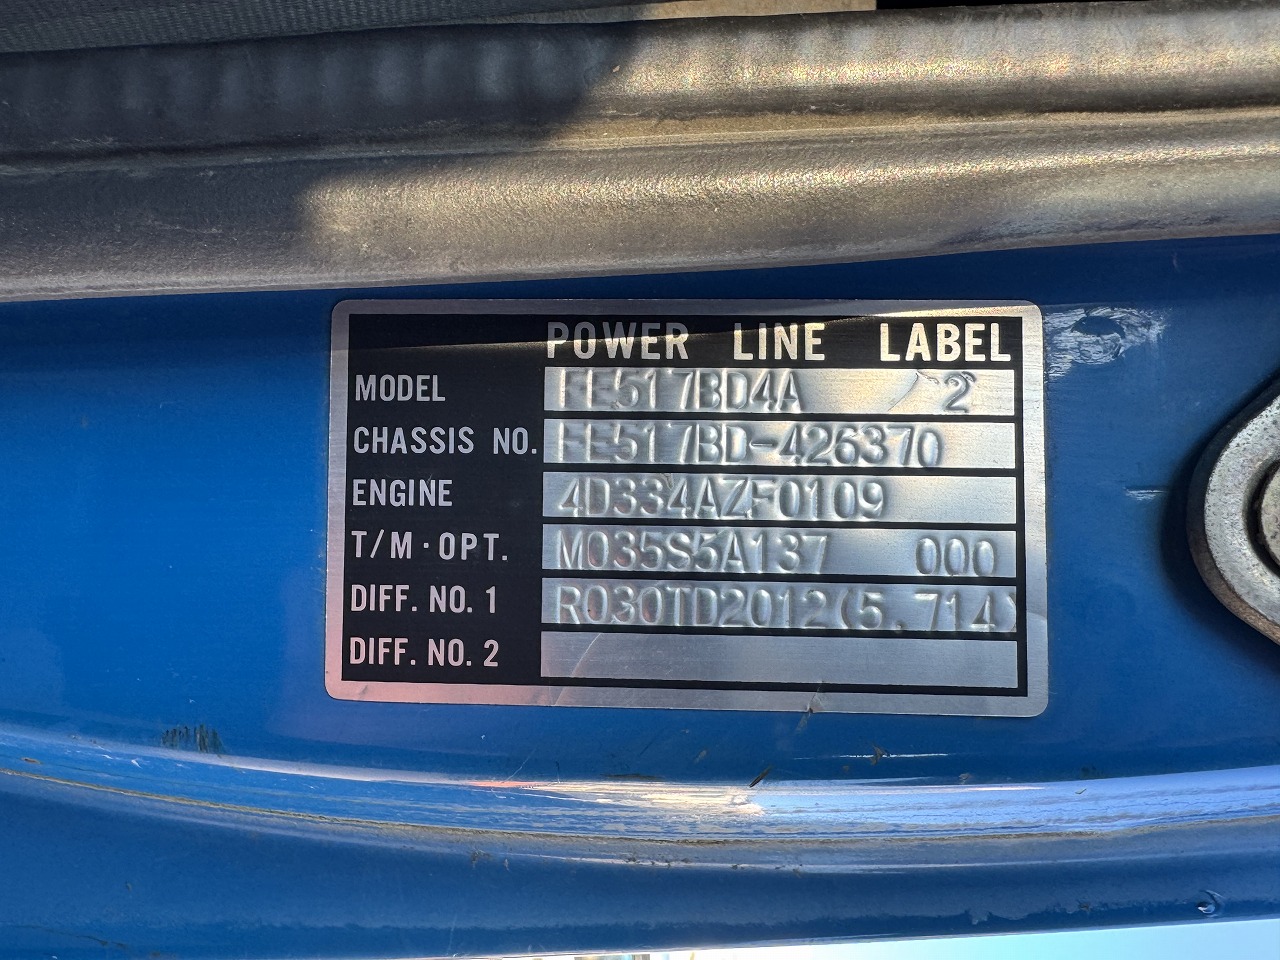 POWER LINE LABEL
MODEL FE517BD4A 2
CHASSIS NO. FE517BD-426370
ENGINE 4D334AZF0109
T/M·OPT. M035S5A137 000
DIFF. NO. 1 R030TD2012(5.714)
DIFF. NO. 2